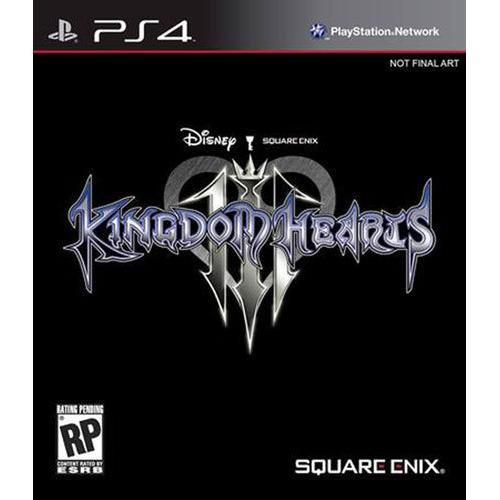 PS4
PlayStation®Network
NOT FINAL ART
Disney SQUARE ENIX
III
KINGDOM HEARTS
RATING PENDING
RP
CONTENT RATED BY
ESRB
SQUARE ENIX®